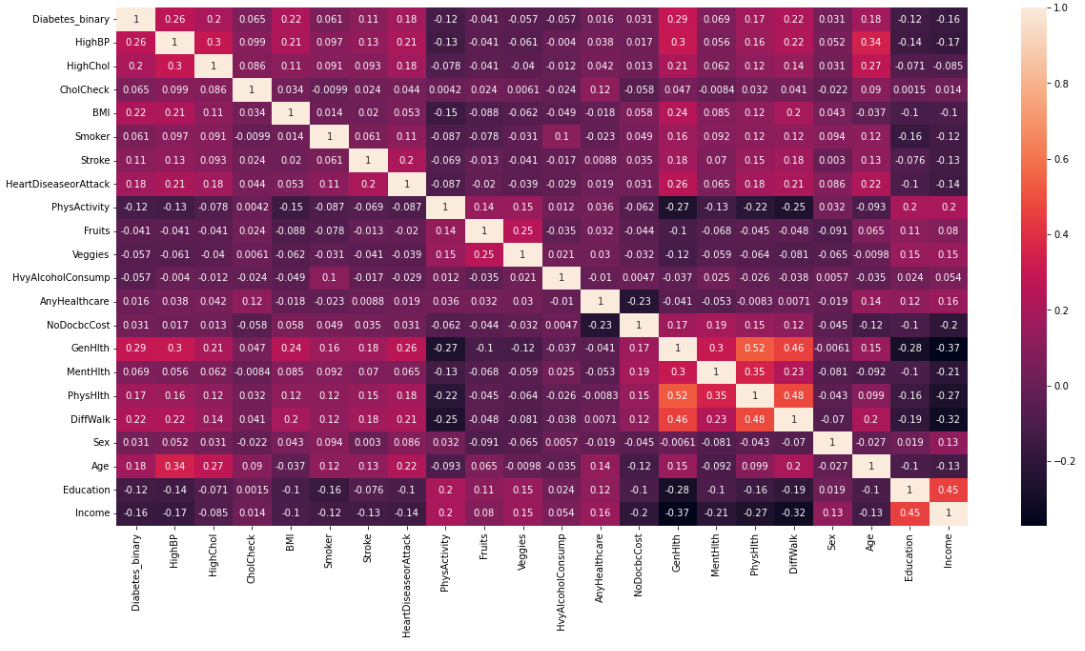 Diabetes_binary 1 0.26 0.2 0.065 0.22 0.061 0.11 0.18 -0.12 -0.041 -0.057 -0.057 0.016 0.031 0.29 0.069 0.17 0.22 0.031 0.18 -0.12 -0.16
HighBP 0.26 1 0.3 0.099 0.21 0.097 0.13 0.21 -0.13 -0.041 -0.061 -0.004 0.038 0.017 0.3 0.056 0.16 0.22 0.052 0.34 -0.14 -0.17
HighChol 0.2 0.3 1 0.086 0.11 0.091 0.093 0.18 -0.078 -0.041 -0.04 -0.012 0.042 0.013 0.21 0.062 0.12 0.14 0.031 0.27 -0.071 -0.085
CholCheck 0.065 0.099 0.086 1 0.034 -0.0099 0.024 0.044 0.0042 0.024 0.0061 -0.024 0.12 -0.058 0.047 -0.0084 0.032 0.041 -0.022 0.09 0.0015 0.014
BMI 0.22 0.21 0.11 0.034 1 0.014 0.02 0.053 -0.15 -0.088 -0.062 -0.049 -0.018 0.058 0.24 0.085 0.12 0.2 0.043 -0.037 -0.1 -0.1
Smoker 0.061 0.097 0.091 -0.0099 0.014 1 0.061 0.11 -0.087 -0.078 -0.031 0.1 -0.023 0.049 0.16 0.092 0.12 0.12 0.094 0.12 -0.16 -0.12
Stroke 0.11 0.13 0.093 0.024 0.02 0.061 1 0.2 -0.069 -0.013 -0.041 -0.017 0.0088 0.035 0.18 0.07 0.15 0.18 0.003 0.13 -0.076 -0.13
HeartDiseaseorAttack 0.18 0.21 0.18 0.044 0.053 0.11 0.2 1 -0.087 -0.02 -0.039 -0.029 0.019 0.031 0.26 0.065 0.18 0.21 0.086 0.22 -0.1 -0.14
PhysActivity -0.12 -0.13 -0.078 0.0042 -0.15 -0.087 -0.069 -0.087 1 0.14 0.15 0.012 0.036 -0.062 -0.27 -0.13 -0.22 -0.25 0.032 -0.093 0.2 0.2
Fruits -0.041 -0.041 -0.041 0.024 -0.088 -0.078 -0.013 -0.02 0.14 1 0.25 -0.035 0.032 -0.044 -0.1 -0.068 -0.045 -0.048 -0.091 0.065 0.11 0.08
Veggies -0.057 -0.061 -0.04 0.0061 -0.062 -0.031 -0.041 -0.039 0.15 0.25 1 0.021 0.03 -0.032 -0.12 -0.059 -0.064 -0.081 -0.065 -0.0098 0.15 0.15
HvyAlcoholConsump -0.057 -0.004 -0.012 -0.024 -0.049 0.1 -0.017 -0.029 0.012 -0.035 0.021 1 -0.01 0.0047 -0.037 0.025 -0.026 -0.038 0.0057 -0.035 0.024 0.054
AnyHealthcare 0.016 0.038 0.042 0.12 -0.018 -0.023 0.0088 0.019 0.036 0.032 0.03 -0.01 1 -0.23 -0.041 -0.053 -0.0083 0.0071 -0.019 0.14 0.12 0.16
NoDocbcCost 0.031 0.017 0.013 -0.058 0.058 0.049 0.035 0.031 -0.062 -0.044 -0.032 0.0047 -0.23 1 0.17 0.19 0.15 0.12 -0.045 -0.12 -0.1 -0.2
GenHlth 0.29 0.3 0.21 0.047 0.24 0.16 0.18 0.26 -0.27 -0.1 -0.12 -0.037 -0.041 0.17 1 0.3 0.52 0.46 -0.0061 0.15 -0.28 -0.37
MentHlth 0.069 0.056 0.062 -0.0084 0.085 0.092 0.07 0.065 -0.13 -0.068 -0.059 0.025 -0.053 0.19 0.3 1 0.35 0.23 -0.081 -0.092 -0.1 -0.21
PhysHlth 0.17 0.16 0.12 0.032 0.12 0.12 0.15 0.18 -0.22 -0.045 -0.064 -0.026 -0.0083 0.15 0.52 0.35 1 0.48 -0.043 0.099 -0.16 -0.27
DiffWalk 0.22 0.22 0.14 0.041 0.2 0.12 0.18 0.21 -0.25 -0.048 -0.081 -0.038 0.0071 0.12 0.46 0.23 0.48 1 -0.07 0.2 -0.19 -0.32
Sex 0.031 0.052 0.031 -0.022 0.043 0.094 0.003 0.086 0.032 -0.091 -0.065 0.0057 -0.019 -0.045 -0.0061 -0.081 -0.043 -0.07 1 -0.027 0.019 0.13
Age 0.18 0.34 0.27 0.09 -0.037 0.12 0.13 0.22 -0.093 0.065 -0.0098 -0.035 0.14 -0.12 0.15 -0.092 0.099 0.2 -0.027 1 -0.1 -0.13
Education -0.12 -0.14 -0.071 0.0015 -0.1 -0.16 -0.076 -0.1 0.2 0.11 0.15 0.024 0.12 -0.1 -0.28 -0.1 -0.16 -0.19 0.019 -0.1 1 0.45
Income -0.16 -0.17 -0.085 0.014 -0.1 -0.12 -0.13 -0.14 0.2 0.08 0.15 0.054 0.16 -0.2 -0.37 -0.21 -0.27 -0.32 0.13 -0.13 0.45 1
Diabetes_binary
HighBP
HighChol
CholCheck
BMI
Smoker
Stroke
HeartDiseaseorAttack
PhysActivity
Fruits
Veggies
HvyAlcoholConsump
AnyHealthcare
NoDocbcCost
GenHlth
MentHlth
PhysHlth
DiffWalk
Sex
Age
Education
Income
1.0
0.8
0.6
0.4
0.2
0.0
−0.2